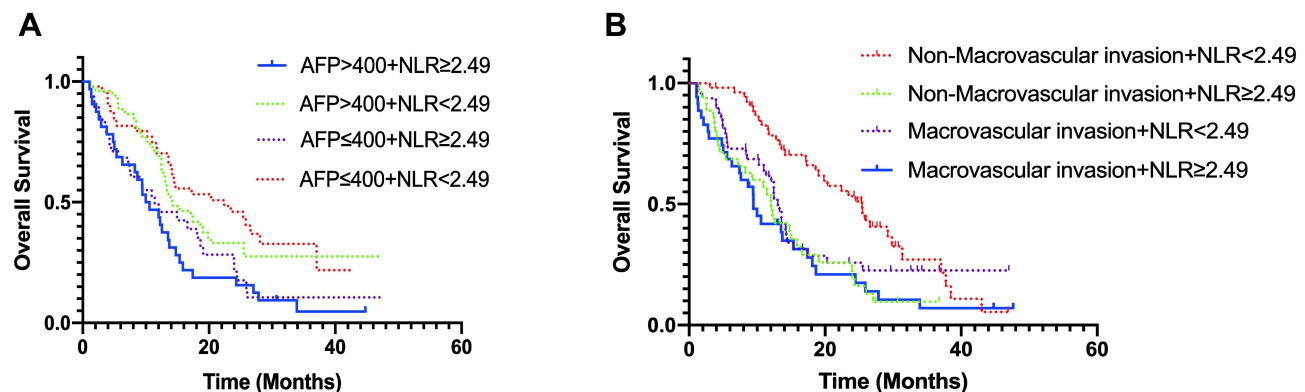 A
AFP>400+NLR≥2.49
AFP>400+NLR<2.49
AFP≤400+NLR≥2.49
AFP≤400+NLR<2.49
Overall Survival
1.0
0.5
0.0
0
20
40
60
Time (Months)
B
Non-Macrovascular invasion+NLR<2.49
Non-Macrovascular invasion+NLR≥2.49
Macrovascular invasion+NLR<2.49
Macrovascular invasion+NLR≥2.49
Overall Survival
1.0
0.5
0.0
0
20
40
60
Time (Months)